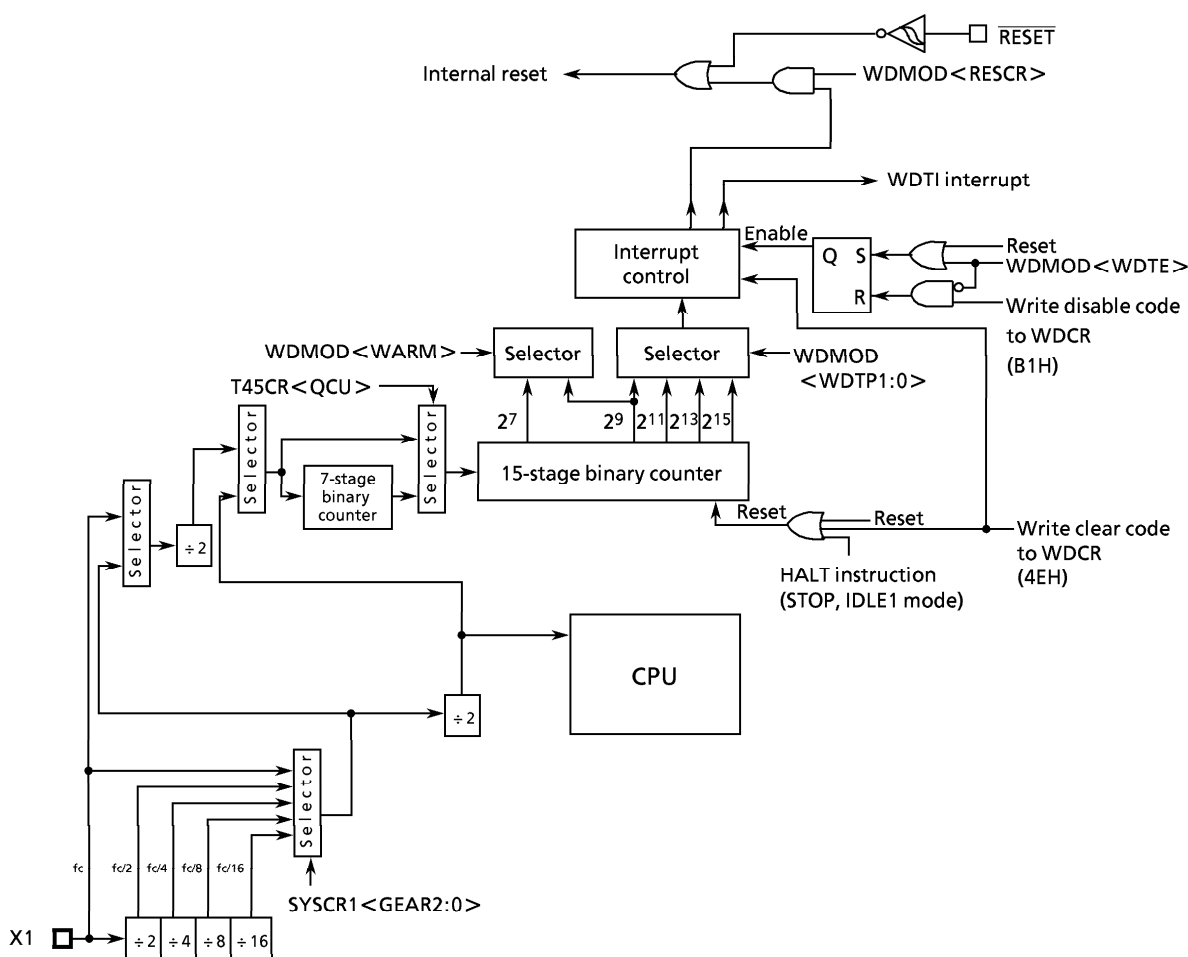 RESET
Internal reset
WDMOD<RESCR>
WDTI interrupt
Interrupt
control
Enable
Q S
R
Reset
WDMOD<WDTE>
Write disable code
to WDCR
(B1H)
WDMOD<WARM>
Selector
Selector
WDMOD
<WDTP1:0>
T45CR<QCU>
2⁷
2⁹
2¹¹
2¹³
2¹⁵
Selector
7-stage
binary
counter
Selector
15-stage binary counter
Selector
÷2
Reset
Reset
Write clear code
to WDCR
(4EH)
HALT instruction
(STOP, IDLE1 mode)
CPU
÷2
Selector
fc
fc/2
fc/4
fc/8
fc/16
SYSCR1<GEAR2:0>
X1
÷2
÷4
÷8
÷16